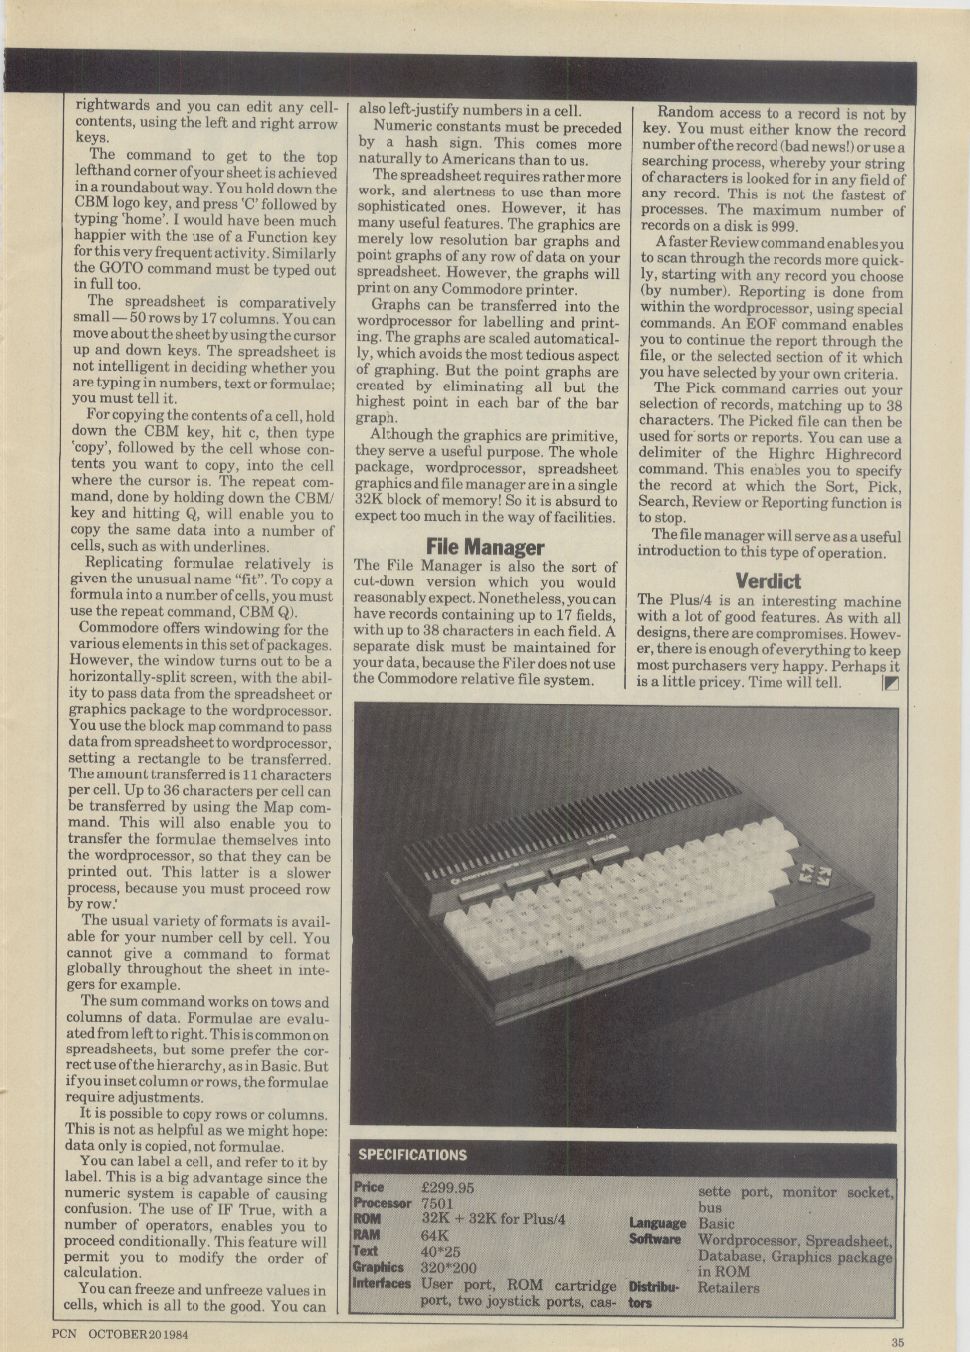 rightwards and you can edit any cell-
contents, using the left and right arrow
keys.
The command to get to the top
lefthand corner of your sheet is achieved
in a roundabout way. You hold down the
CBM logo key, and press 'C' followed by
typing 'home'. I would have been much
happier with the use of a Function key
for this very frequent activity. Similarly
the GOTO command must be typed out
in full too.
The spreadsheet is comparatively
small — 50 rows by 17 columns. You can
move about the sheet by using the cursor
up and down keys. The spreadsheet is
not intelligent in deciding whether you
are typing in numbers, text or formulae;
you must tell it.
For copying the contents of a cell, hold
down the CBM key, hit c, then type
'copy', followed by the cell whose con-
tents you want to copy, into the cell
where the cursor is. The repeat com-
mand, done by holding down the CBM/
key and hitting Q, will enable you to
copy the same data into a number of
cells, such as with underlines.
Replicating formulae relatively is
given the unusual name "fit". To copy a
formula into a number of cells, you must
use the repeat command, CBM Q).
Commodore offers windowing for the
various elements in this set of packages.
However, the window turns out to be a
horizontally-split screen, with the abil-
ity to pass data from the spreadsheet or
graphics package to the wordprocessor.
You use the block map command to pass
data from spreadsheet to wordprocessor,
setting a rectangle to be transferred.
The amount transferred is 11 characters
per cell. Up to 36 characters per cell can
be transferred by using the Map com-
mand. This will also enable you to
transfer the formulae themselves into
the wordprocessor, so that they can be
printed out. This latter is a slower
process, because you must proceed row
by row.'
The usual variety of formats is avail-
able for your number cell by cell. You
cannot give a command to format
globally throughout the sheet in inte-
gers for example.
The sum command works on tows and
columns of data. Formulae are evalu-
ated from left to right. This is common on
spreadsheets, but some prefer the cor-
rect use of the hierarchy, as in Basic. But
if you inset column or rows, the formulae
require adjustments.
It is possible to copy rows or columns.
This is not as helpful as we might hope:
data only is copied, not formulae.
You can label a cell, and refer to it by
label. This is a big advantage since the
numeric system is capable of causing
confusion. The use of IF True, with a
number of operators, enables you to
proceed conditionally. This feature will
permit you to modify the order of
calculation.
You can freeze and unfreeze values in
cells, which is all to the good. You can
also left-justify numbers in a cell.
Numeric constants must be preceded
by a hash sign. This comes more
naturally to Americans than to us.
The spreadsheet requires rather more
work, and alertness to use than more
sophisticated ones. However, it has
many useful features. The graphics are
merely low resolution bar graphs and
point graphs of any row of data on your
spreadsheet. However, the graphs will
print on any Commodore printer.
Graphs can be transferred into the
wordprocessor for labelling and print-
ing. The graphs are scaled automatical-
ly, which avoids the most tedious aspect
of graphing. But the point graphs are
created by eliminating all but the
highest point in each bar of the bar
graph.
Although the graphics are primitive,
they serve a useful purpose. The whole
package, wordprocessor, spreadsheet
graphics and file manager are in a single
32K block of memory! So it is absurd to
expect too much in the way of facilities.
File Manager
The File Manager is also the sort of
cut-down version which you would
reasonably expect. Nonetheless, you can
have records containing up to 17 fields,
with up to 38 characters in each field. A
separate disk must be maintained for
your data, because the Filer does not use
the Commodore relative file system.
Random access to a record is not by
key. You must either know the record
number of the record (bad news!) or use a
searching process, whereby your string
of characters is looked for in any field of
any record. This is not the fastest of
processes. The maximum number of
records on a disk is 999.
A faster Review command enables you
to scan through the records more quick-
ly, starting with any record you choose
(by number). Reporting is done from
within the wordprocessor, using special
commands. An EOF command enables
you to continue the report through the
file, or the selected section of it which
you have selected by your own criteria.
The Pick command carries out your
selection of records, matching up to 38
characters. The Picked file can then be
used for sorts or reports. You can use a
delimiter of the Highrc Highrecord
command. This enables you to specify
the record at which the Sort, Pick,
Search, Review or Reporting function is
to stop.
The file manager will serve as a useful
introduction to this type of operation.
Verdict
The Plus/4 is an interesting machine
with a lot of good features. As with all
designs, there are compromises. Howev-
er, there is enough of everything to keep
most purchasers very happy. Perhaps it
is a little pricey. Time will tell.
SPECIFICATIONS
Price £299.95
Processor 7501
ROM 32K + 32K for Plus/4
RAM 64K
Text 40*25
Graphics 320*200
Interfaces User port, ROM cartridge
port, two joystick ports, cas-
sette port, monitor socket,
bus
Language Basic
Software Wordprocessor, Spreadsheet,
Database, Graphics package
in ROM
Distribu- Retailers
tors
PCN OCTOBER 20 1984
35